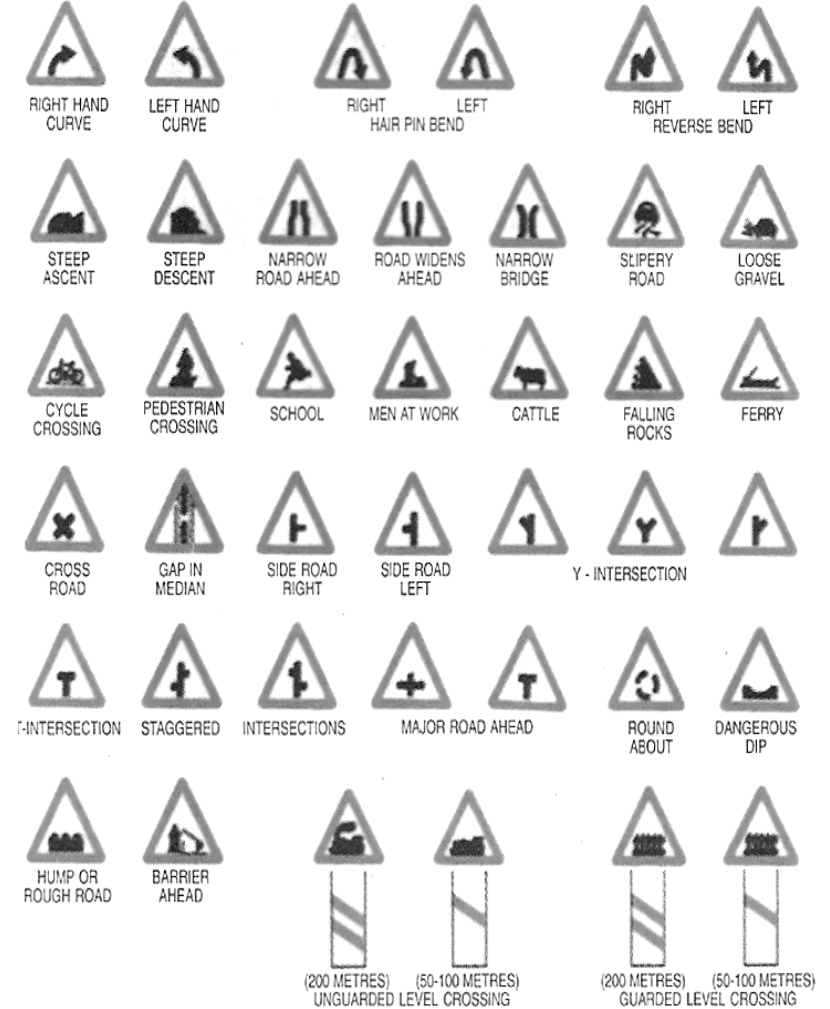 RIGHT HAND
CURVE
LEFT HAND
CURVE
RIGHT
LEFT
HAIR PIN BEND
RIGHT
LEFT
REVERSE BEND
STEEP
ASCENT
STEEP
DESCENT
NARROW
ROAD AHEAD
ROAD WIDENS
AHEAD
NARROW
BRIDGE
SLIPERY
ROAD
LOOSE
GRAVEL
CYCLE
CROSSING
PEDESTRIAN
CROSSING
SCHOOL
MEN AT WORK
CATTLE
FALLING
ROCKS
FERRY
CROSS
ROAD
GAP IN
MEDIAN
SIDE ROAD
RIGHT
SIDE ROAD
LEFT
Y - INTERSECTION
T-INTERSECTION
STAGGERED
INTERSECTIONS
MAJOR ROAD AHEAD
ROUND
ABOUT
DANGEROUS
DIP
HUMP OR
ROUGH ROAD
BARRIER
AHEAD
(200 METRES)
(50-100 METRES)
UNGUARDED LEVEL CROSSING
(200 METRES)
(50-100 METRES)
GUARDED LEVEL CROSSING